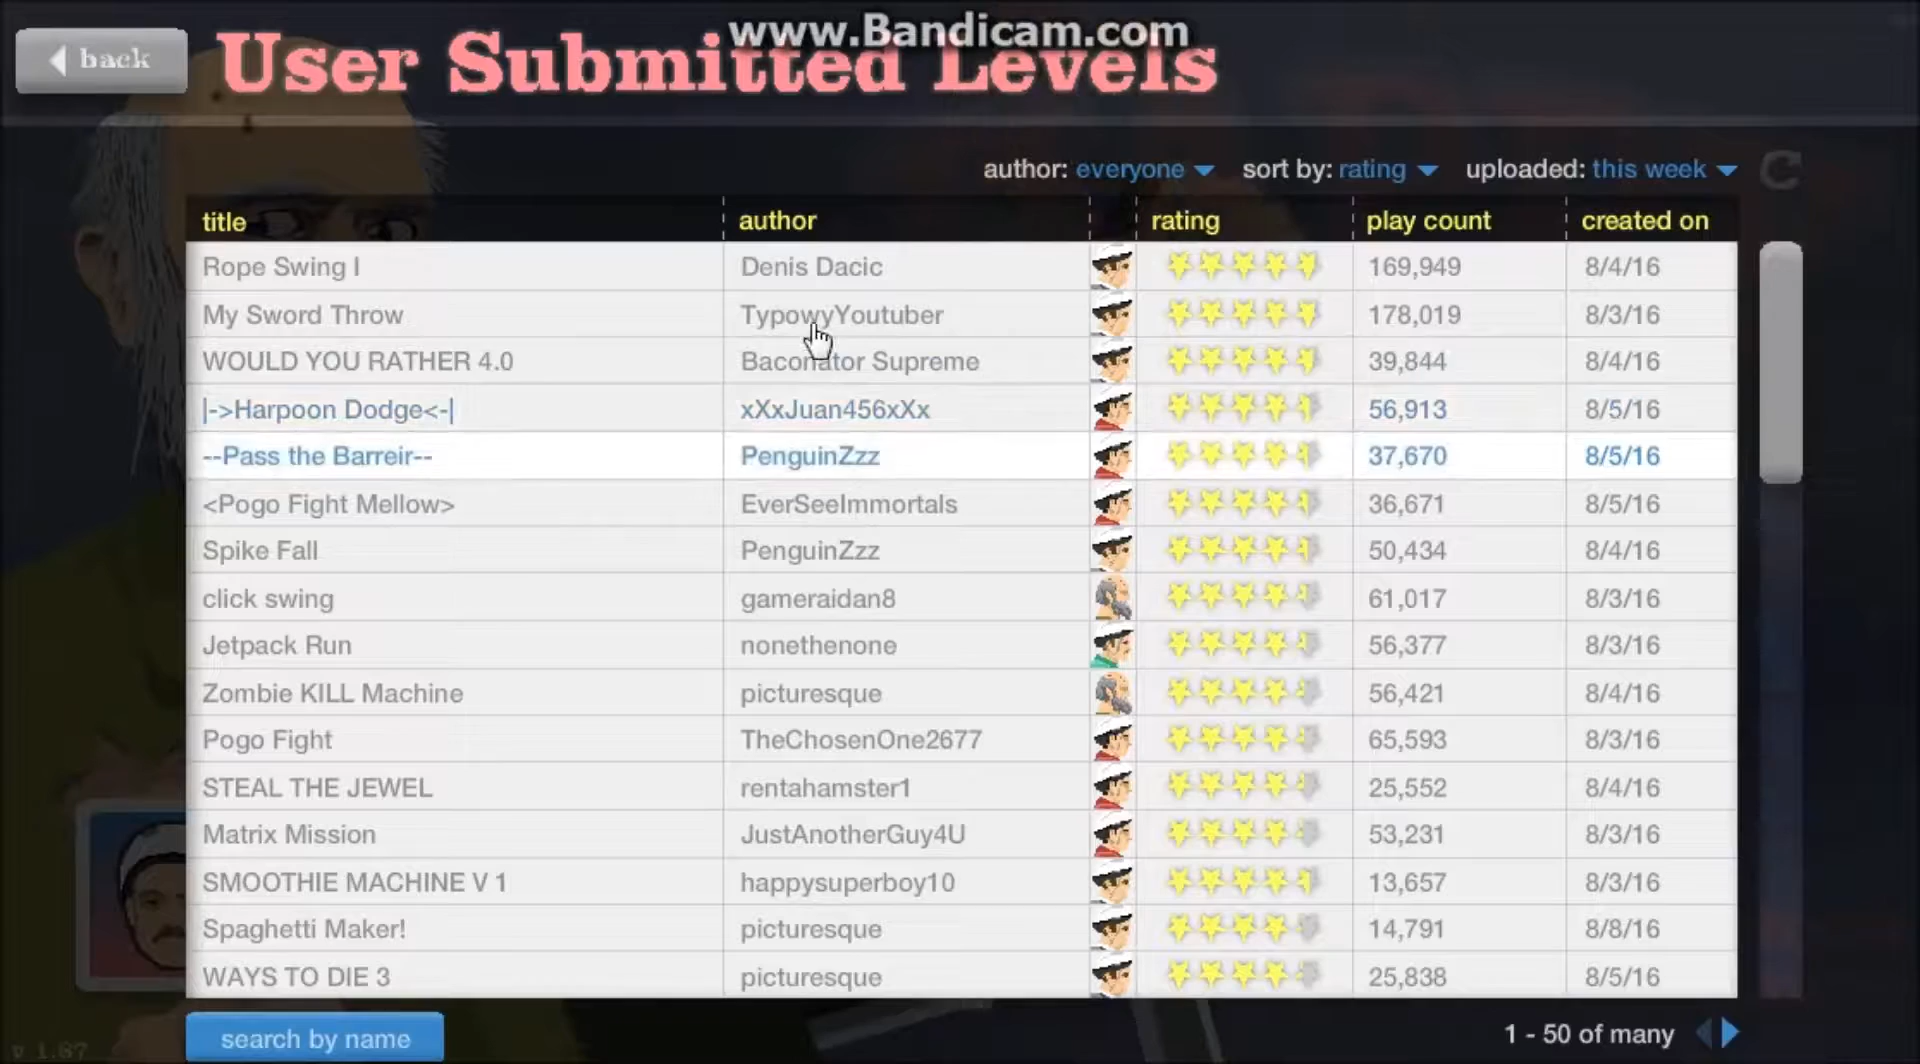 www.Bandicam.com
back
User Submitted Levels
author: everyone sort by: rating uploaded: this week
title author rating play count created on
Rope Swing I Denis Dacic 169,949 8/4/16
My Sword Throw TypowyYoutuber 178,019 8/3/16
WOULD YOU RATHER 4.0 Baconator Supreme 39,844 8/4/16
|->Harpoon Dodge<-| xXxJuan456xXx 56,913 8/5/16
--Pass the Barreir-- PenguinZzz 37,670 8/5/16
<Pogo Fight Mellow> EverSeeImmortals 36,671 8/5/16
Spike Fall PenguinZzz 50,434 8/4/16
click swing gameraidan8 61,017 8/3/16
Jetpack Run nonethenone 56,377 8/3/16
Zombie KILL Machine picturesque 56,421 8/4/16
Pogo Fight TheChosenOne2677 65,593 8/3/16
STEAL THE JEWEL rentahamster1 25,552 8/4/16
Matrix Mission JustAnotherGuy4U 53,231 8/3/16
SMOOTHIE MACHINE V 1 happysuperboy10 13,657 8/3/16
Spaghetti Maker! picturesque 14,791 8/8/16
WAYS TO DIE 3 picturesque 25,838 8/5/16
search by name 1 - 50 of many
v 1.87